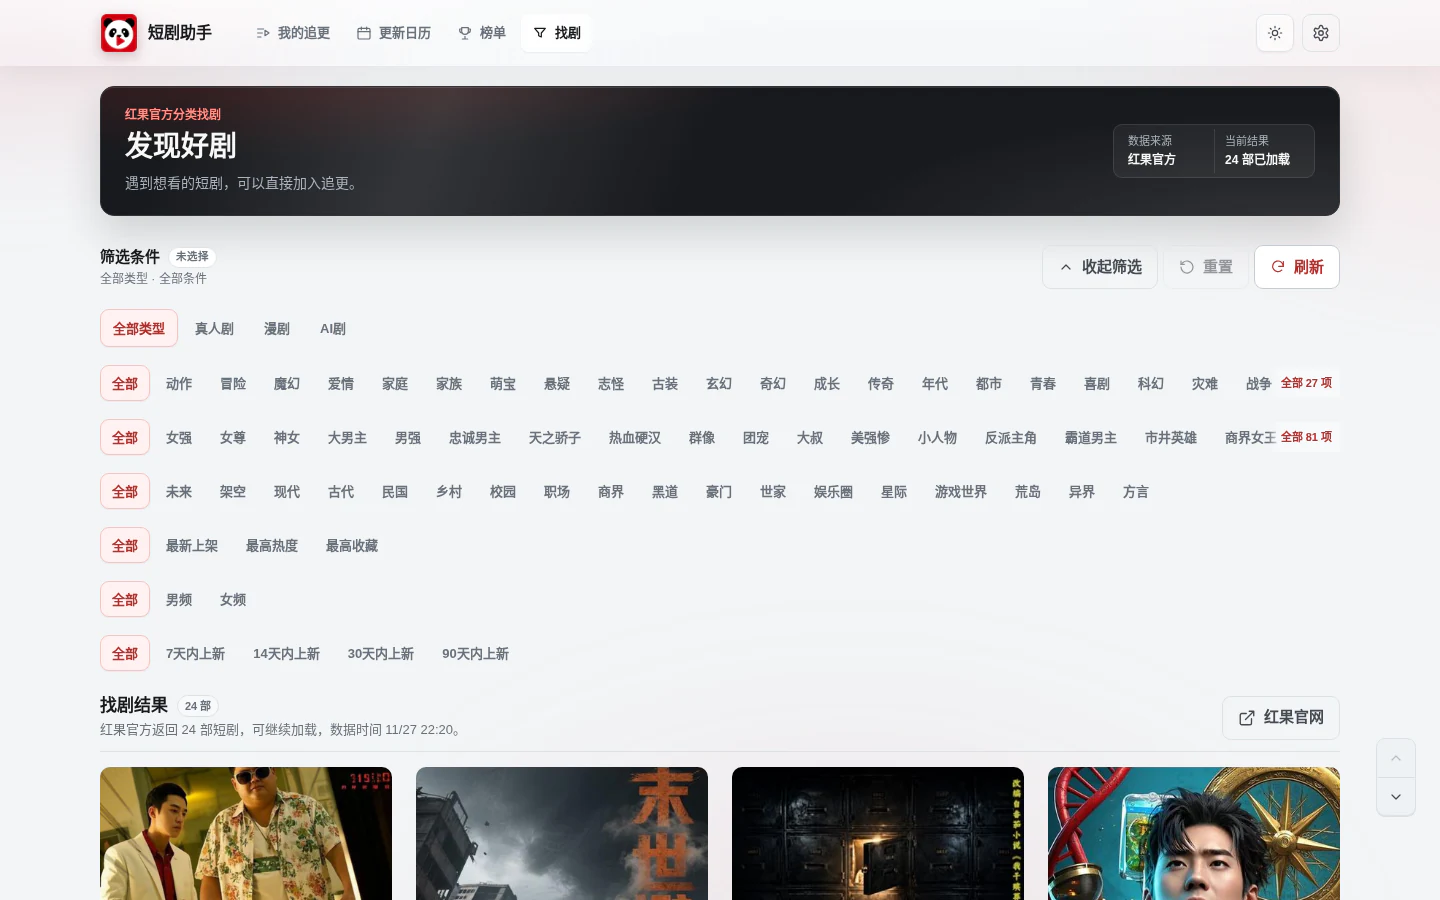 短剧助手 我的追更 更新日历 榜单 找剧
红果官方分类找剧
发现好剧
遇到想看的短剧，可以直接加入追更。
数据来源 当前结果
红果官方 24 部已加载
筛选条件 未选择
全部类型 · 全部条件
收起筛选 重置 刷新
全部类型 真人剧 漫剧 AI剧
全部 动作 冒险 魔幻 爱情 家庭 家族 萌宝 悬疑 志怪 古装 玄幻 奇幻 成长 传奇 年代 都市 青春 喜剧 科幻 灾难 战争 全部 27 项
全部 女强 女尊 神女 大男主 男强 忠诚男主 天之骄子 热血硬汉 群像 团宠 大叔 美强惨 小人物 反派主角 霸道男主 市井英雄 商界女王 全部 81 项
全部 未来 架空 现代 古代 民国 乡村 校园 职场 商界 黑道 豪门 世家 娱乐圈 星际 游戏世界 荒岛 异界 方言
全部 最新上架 最高热度 最高收藏
全部 男频 女频
全部 7天内上新 14天内上新 30天内上新 90天内上新
找剧结果 24 部
红果官方返回 24 部短剧，可继续加载，数据时间 11/27 22:20。
红果官网
末世